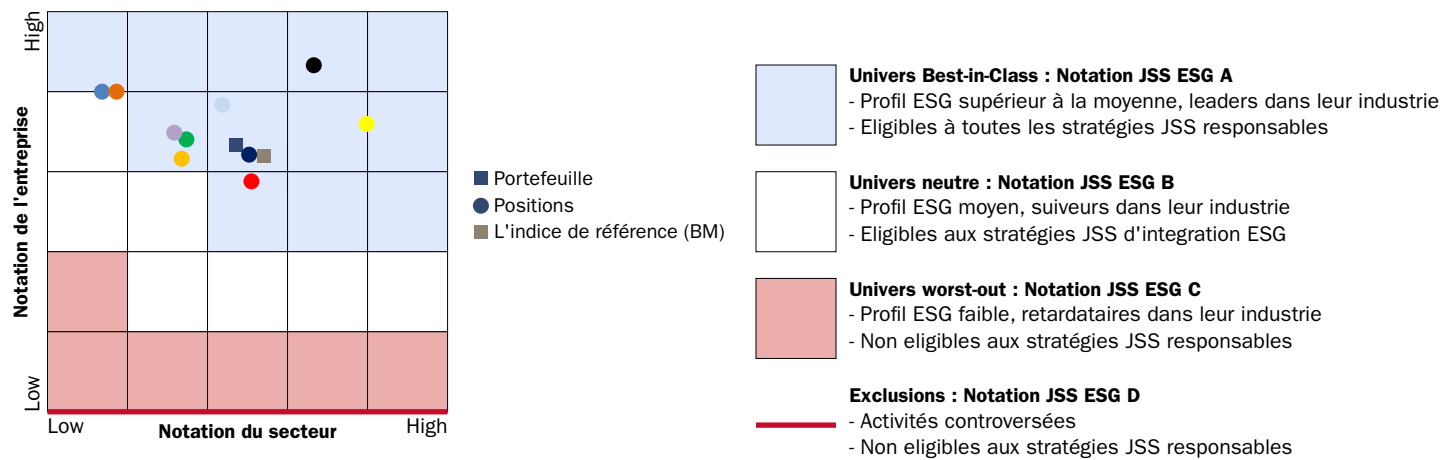 High
Notation de l'entreprise
Low
Low
Notation du secteur
High
Portefeuille
Positions
L'indice de référence (BM)
Univers Best-in-Class : Notation JSS ESG A
- Profil ESG supérieur à la moyenne, leaders dans leur industrie
- Eligibles à toutes les stratégies JSS responsables
Univers neutre : Notation JSS ESG B
- Profil ESG moyen, suiveurs dans leur industrie
- Eligibles aux stratégies JSS d'integration ESG
Univers worst-out : Notation JSS ESG C
- Profil ESG faible, retardataires dans leur industrie
- Non eligibles aux stratégies JSS responsables
Exclusions : Notation JSS ESG D
- Activités controversées
- Non eligibles aux stratégies JSS responsables